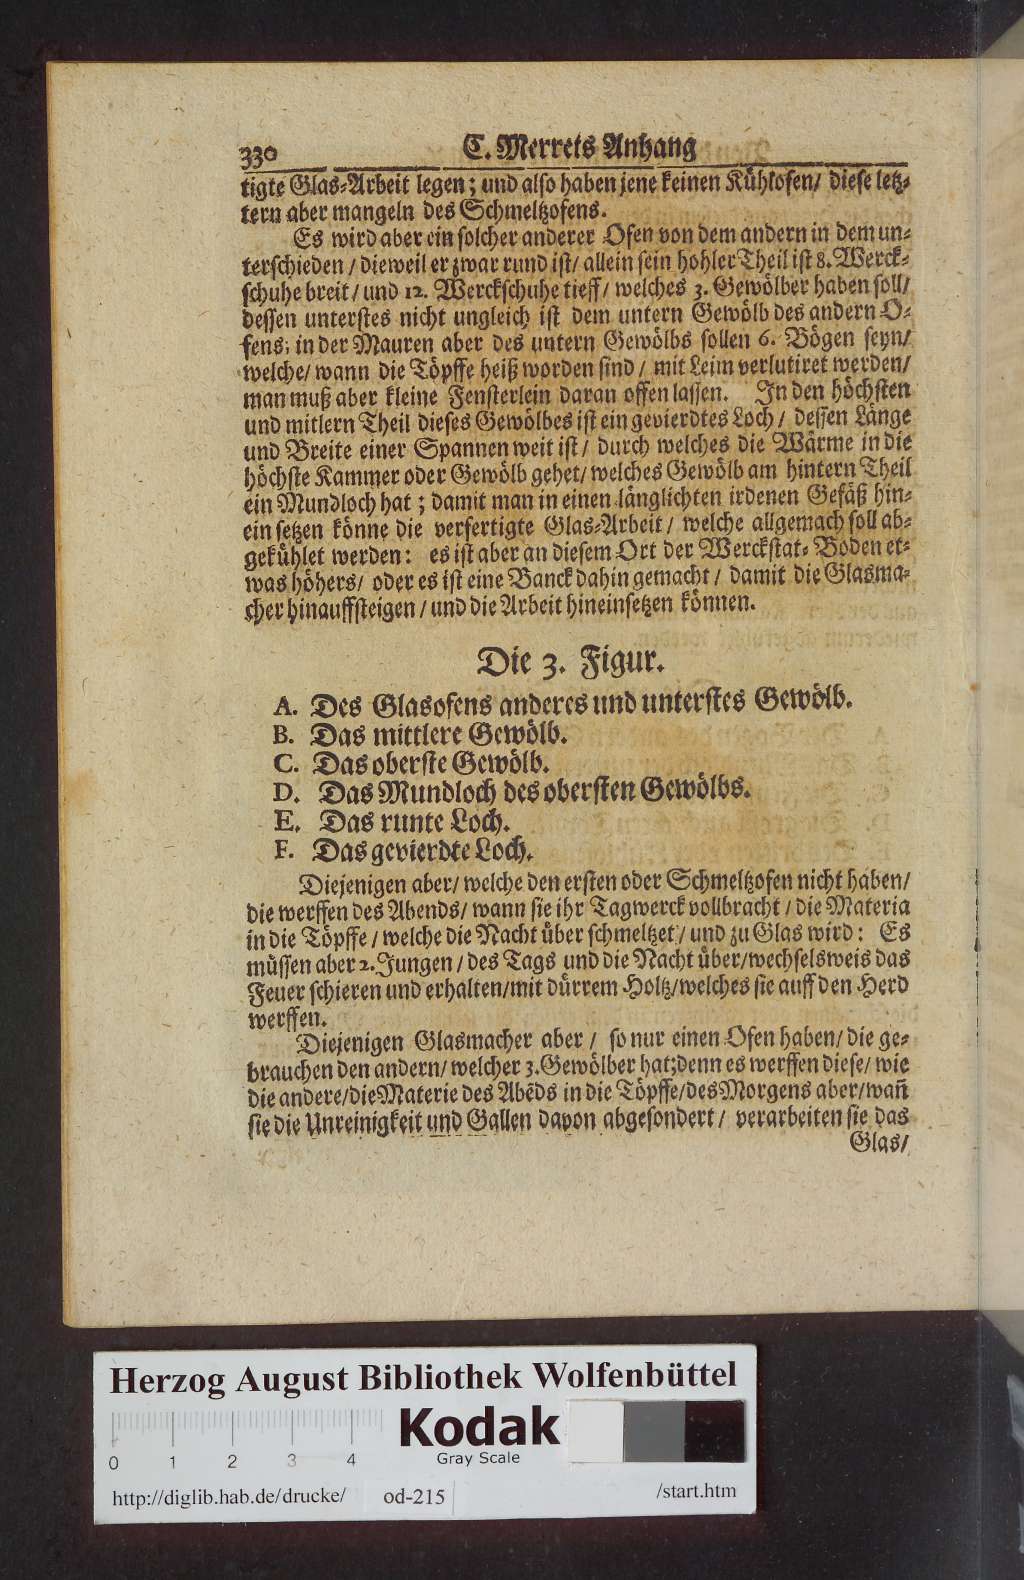 330 C. Merrets Anhang
tigte Glas-Arbeit legen; und also haben jene keinen Kühlofen/ diese letz-
tern aber mangeln des Schmeltzofens.
Es wird aber ein solcher anderer Ofen von dem andern in dem un-
terschieden / dieweil er zwar rund ist/ allein sein hohler Theil ist 8. Werck-
schuhe breit / und 12. Werckschuhe tieff / welches 3. Gewölber haben soll/
dessen unterstes nicht ungleich ist dem untern Gewölb des andern O-
fens; in der Mauren aber des untern Gewölbs sollen 6. Bögen seyn/
welche/ wann die Töpffe heiß worden sind / mit Leim verlutiret werden/
man muß aber kleine Fensterlein daran offen lassen. In den höchsten
und mitlern Theil dieses Gewölbes ist ein gevierdtes Loch / dessen Länge
und Breite einer Spannen weit ist / durch welches die Wärme in die
höchste Kammer oder Gewölb gehet/ welches Gewölb am hintern Theil
ein Mundloch hat ; damit man in einen länglichten irdenen Gefäß hin-
ein setzen könne die verfertigte Glas-Arbeit / welche allgemach soll ab-
gekühlet werden: es ist aber an diesem Ort der Werckstat-Boden et-
was höhers/ oder es ist eine Banck dahin gemacht / damit die Glasma-
cher hinauffsteigen / und die Arbeit hineinsetzen können.
Die 3. Figur.
A. Des Glasofens anderes und unterstes Gewölb.
B. Das mittlere Gewölb.
C. Das oberste Gewölb.
D. Das Mundloch des obersten Gewölbs.
E. Das runte Loch.
F. Das gevierdte Loch.
Diejenigen aber/ welche den ersten oder Schmeltzofen nicht haben/
die werffen des Abends/ wann sie ihr Tagwerck vollbracht / die Materia
in die Töpffe / welche die Nacht über schmeltzet / und zu Glas wird: Es
müssen aber 2. Jungen / des Tags und die Nacht über/wechselsweis das
Feuer schieren und erhalten/mit dürrem Holtz/welches sie auff den Herd
werffen.
Diejenigen Glasmacher aber / so nur einen Ofen haben/ die ge-
brauchen den andern/ welcher 3. Gewölber hat; denn es werffen diese/ wie
die andere/die Materie des Abēds in die Töpffe/des Morgens aber/wañ
sie die Unreinigkeit und Gallen davon abgesondert / verarbeiten sie das
Glas/
Herzog August Bibliothek Wolfenbüttel
0 1 2 3 4
Kodak
Gray Scale
http://diglib.hab.de/drucke/ od-215 /start.htm